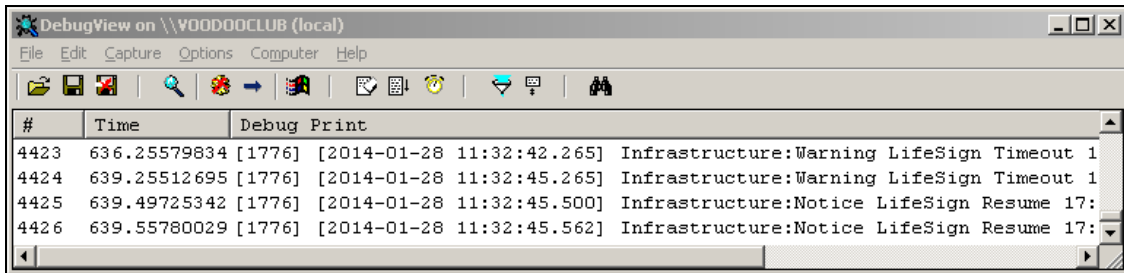 DebugView on \\VOODOOCLUB (local)
File Edit Capture Options Computer Help
# Time Debug Print
4423 636.25579834 [1776] [2014-01-28 11:32:42.265] Infrastructure:Warning LifeSign Timeout 1
4424 639.25512695 [1776] [2014-01-28 11:32:45.265] Infrastructure:Warning LifeSign Timeout 1
4425 639.49725342 [1776] [2014-01-28 11:32:45.500] Infrastructure:Notice LifeSign Resume 17:
4426 639.55780029 [1776] [2014-01-28 11:32:45.562] Infrastructure:Notice LifeSign Resume 17: